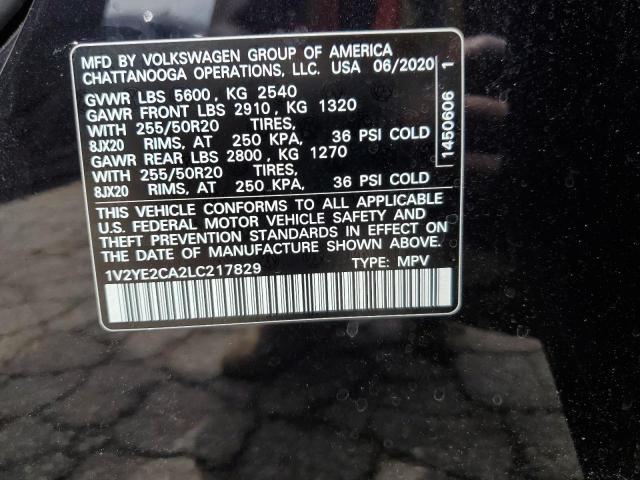 MFD BY VOLKSWAGEN GROUP OF AMERICA
CHATTANOOGA OPERATIONS, LLC. USA 06/2020
GVWR LBS 5600, KG 2540
GAWR FRONT LBS 2910, KG 1320
WITH 255/50R20 TIRES,
8JX20 RIMS, AT 250 KPA, 36 PSI COLD
GAWR REAR LBS 2800, KG 1270
WITH 255/50R20 TIRES,
8JX20 RIMS, AT 250 KPA, 36 PSI COLD
THIS VEHICLE CONFORMS TO ALL APPLICABLE
U.S. FEDERAL MOTOR VEHICLE SAFETY AND
THEFT PREVENTION STANDARDS IN EFFECT ON
THE DATE OF MANUFACTURE SHOWN ABOVE.
1V2YE2CA2LC217829 TYPE: MPV
1450606 1